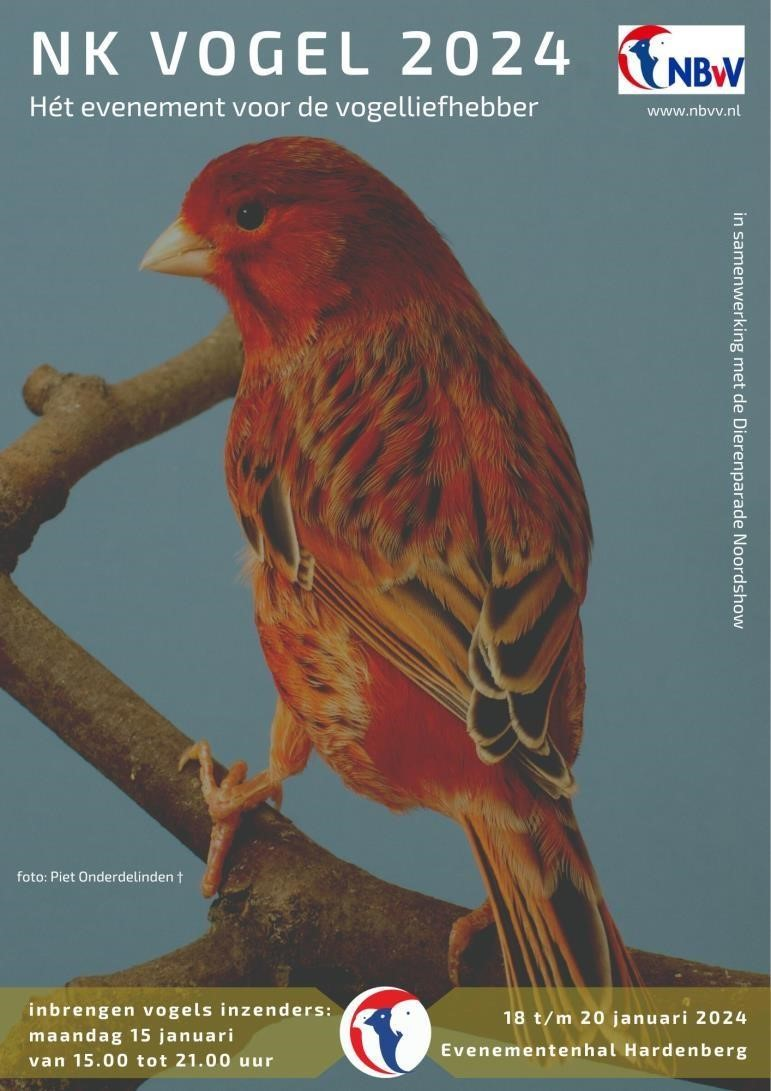 NK VOGEL 2024
Hét evenement voor de vogelliefhebber
NBvV
www.nbvv.nl
in samenwerking met de Dierenparade Noordshow
foto: Piet Onderdelinden †
inbrengen vogels inzenders:
maandag 15 januari
van 15.00 tot 21.00 uur
18 t/m 20 januari 2024
Evenementenhal Hardenberg